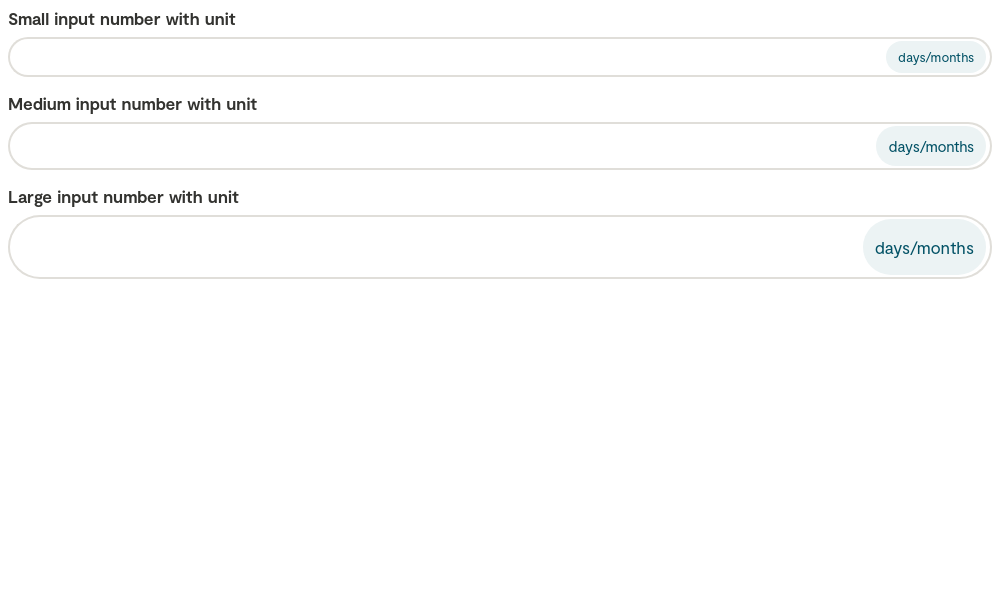 Small input number with unit
days/months
Medium input number with unit
days/months
Large input number with unit
days/months